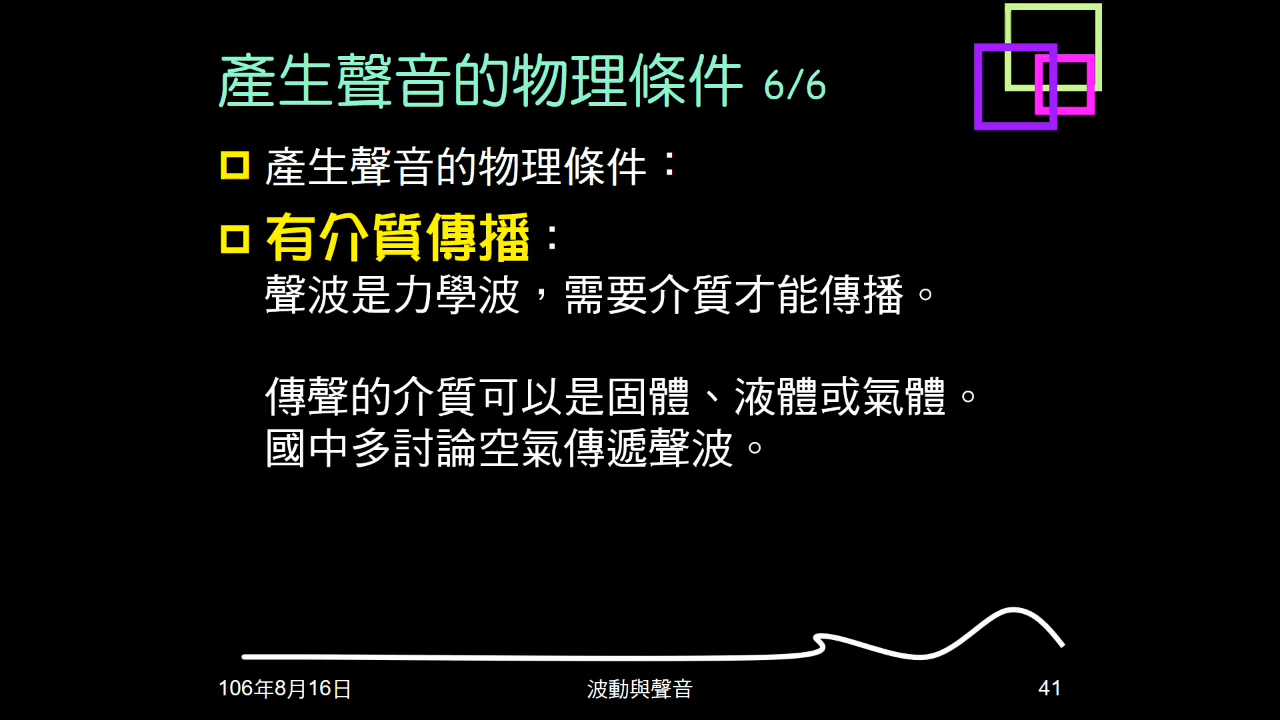 產生聲音的物理條件 6/6
產生聲音的物理條件：
有介質傳播：
聲波是力學波，需要介質才能傳播。
傳聲的介質可以是固體、液體或氣體。
國中多討論空氣傳遞聲波。
106年8月16日
波動與聲音
41